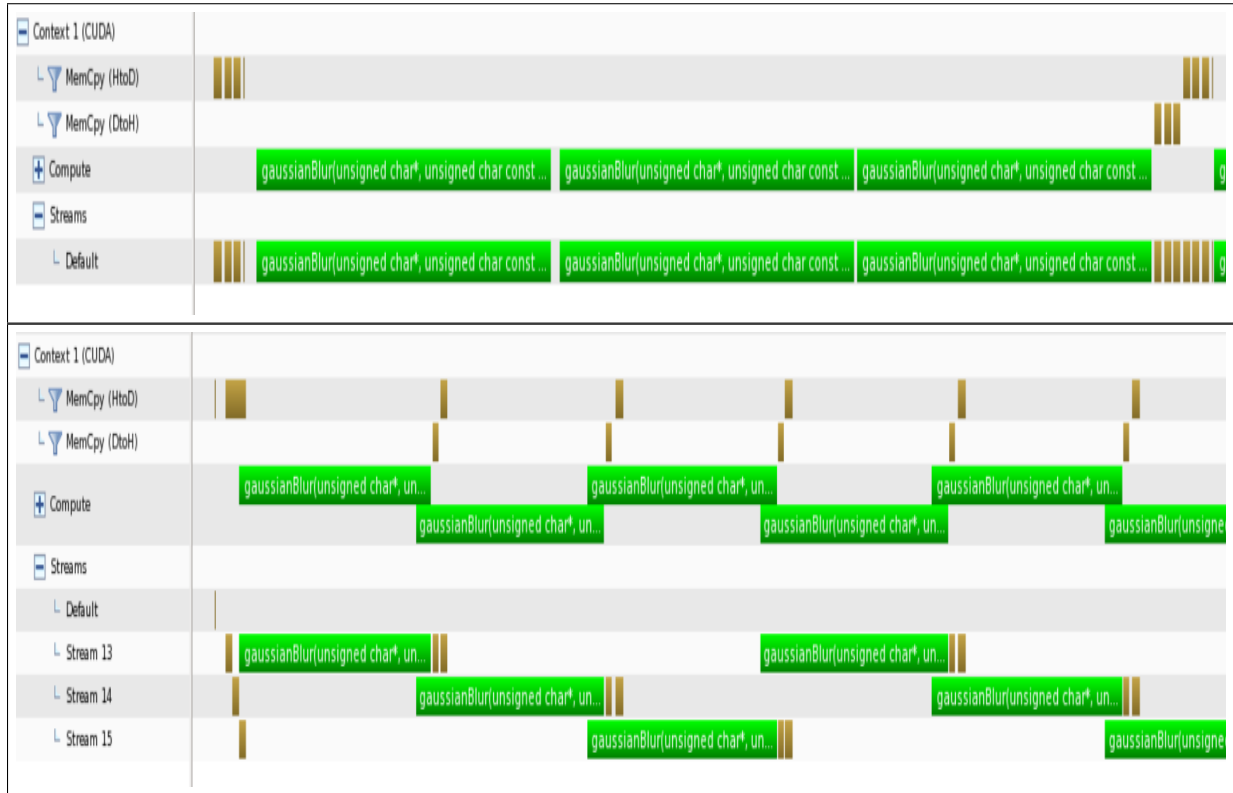 Context 1 (CUDA)
MemCpy (HtoD)
MemCpy (DtoH)
Compute
gaussianBlur(unsigned char*, unsigned char const ...
gaussianBlur(unsigned char*, unsigned char const ...
gaussianBlur(unsigned char*, unsigned char const ...
g
Streams
Default
gaussianBlur(unsigned char*, unsigned char const ...
gaussianBlur(unsigned char*, unsigned char const ...
gaussianBlur(unsigned char*, unsigned char const ...
g
Context 1 (CUDA)
MemCpy (HtoD)
MemCpy (DtoH)
Compute
gaussianBlur(unsigned char*, un...
gaussianBlur(unsigned char*, un...
gaussianBlur(unsigned char*, un...
gaussianBlur(unsigned char*, un...
gaussianBlur(unsigned char*, un...
gaussianBlur(unsigne
Streams
Default
Stream 13
gaussianBlur(unsigned char*, un...
gaussianBlur(unsigned char*, un...
Stream 14
gaussianBlur(unsigned char*, un...
gaussianBlur(unsigned char*, un...
Stream 15
gaussianBlur(unsigned char*, un...
gaussianBlur(unsigne